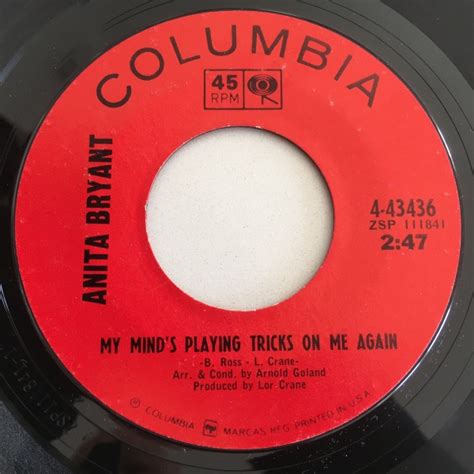 COLUMBIA
45
RPM
ANITA BRYANT
4-43436
ZSP 111841
2:47
MY MIND'S PLAYING TRICKS ON ME AGAIN
-B. Ross - L. Crane-
Arr. & Cond. by Arnold Goland
Produced by Lor Crane
Ⓟ COLUMBIA MARCAS REG. PRINTED IN U.S.A.